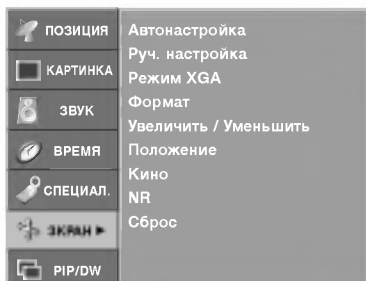 ПОЗИЦИЯ
КАРТИНКА
ЗВУК
ВРЕМЯ
СПЕЦИАЛ.
ЭКРАН
PIP/DW
Автонастройка
Руч. настройка
Режим XGA
Формат
Увеличить / Уменьшить
Положение
Кино
NR
Сброс